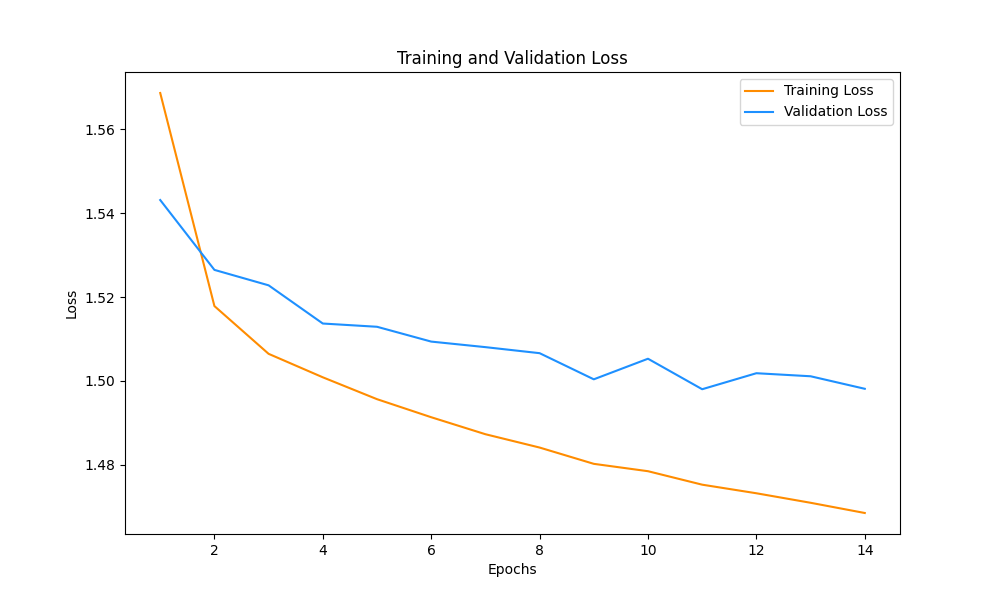 Training and Validation Loss
Training Loss
Validation Loss
1.56
1.54
1.52
1.50
1.48
Loss
2 4 6 8 10 12 14
Epochs